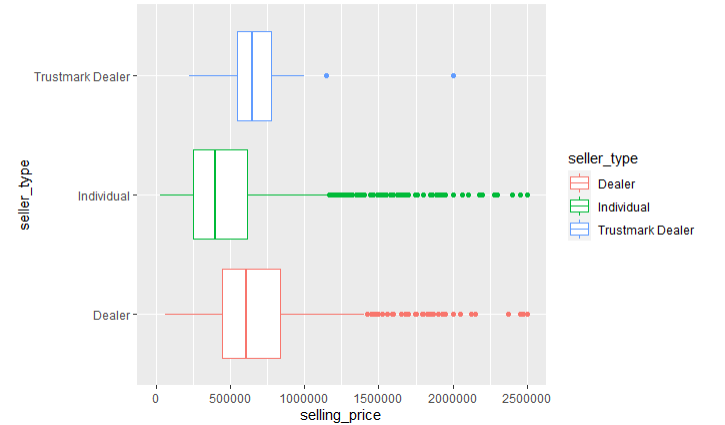 Trustmark Dealer
Individual
Dealer
seller_type
0 500000 1000000 1500000 2000000 2500000
selling_price
seller_type
Dealer
Individual
Trustmark Dealer